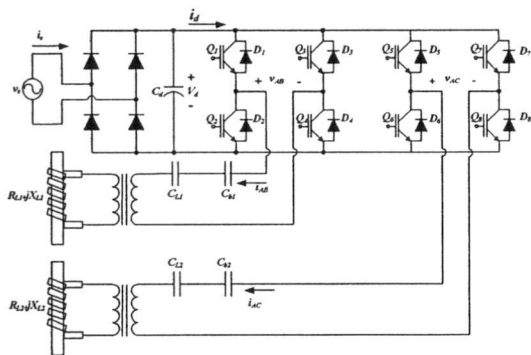 i_d
i_s
Q_1 D_1 Q_3 D_3 Q_5 D_5 Q_7 D_7
v_s C_d + V_d - + v_AB - + v_AC -
Q_2 D_2 Q_4 D_4 Q_6 D_6 Q_8 D_8
R_L1+jX_L1 C_L1 C_b1 i_AB
C_L2 C_b2
R_L2+jX_L2 i_AC